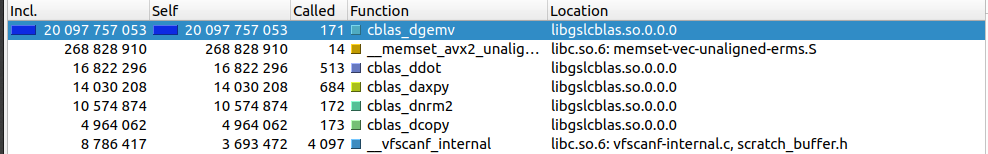 Incl. Self Called Function Location
20 097 757 053 20 097 757 053 171 cblas_dgemv libgslcblas.so.0.0.0
268 828 910 268 828 910 14 __memset_avx2_unalig... libc.so.6: memset-vec-unaligned-erms.S
16 822 296 16 822 296 513 cblas_ddot libgslcblas.so.0.0.0
14 030 208 14 030 208 684 cblas_daxpy libgslcblas.so.0.0.0
10 574 874 10 574 874 172 cblas_dnrm2 libgslcblas.so.0.0.0
4 964 062 4 964 062 173 cblas_dcopy libgslcblas.so.0.0.0
8 786 417 3 693 472 4 097 __vfscanf_internal libc.so.6: vfscanf-internal.c, scratch_buffer.h